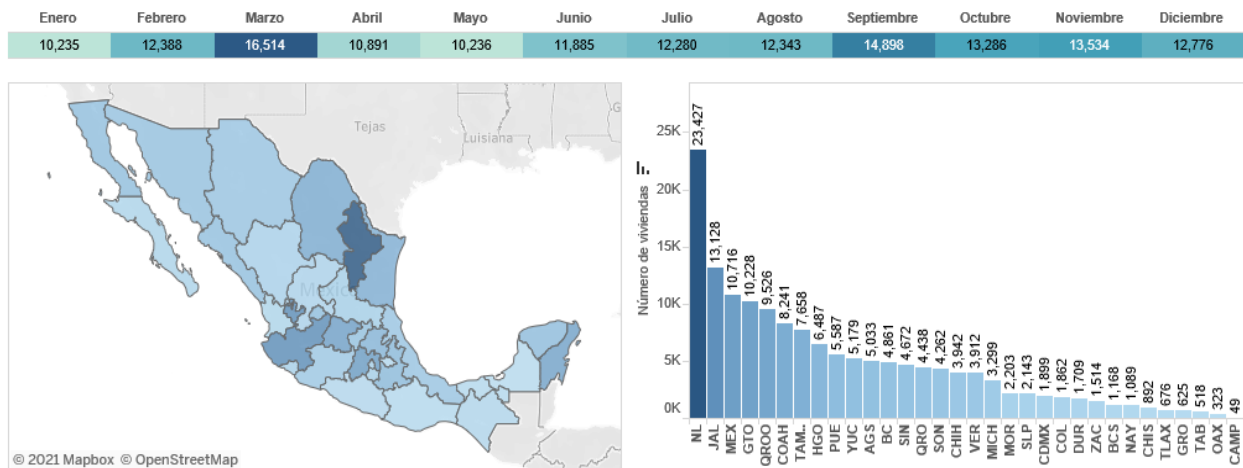 Enero Febrero Marzo Abril Mayo Junio Julio Agosto Septiembre Octubre Noviembre Diciembre
10,235 12,388 16,514 10,891 10,236 11,885 12,280 12,343 14,898 13,286 13,534 12,776
Tejas
Luisiana
G
México
© 2021 Mapbox © OpenStreetMap
Número de viviendas
25K
20K
15K
10K
5K
0K
23,427 13,128 10,716 10,228 9,526 8,241 7,658 6,487 5,587 5,179 5,033 4,861 4,672 4,438 4,262 3,942 3,912 3,299 2,203 2,143 1,899 1,862 1,709 1,514 1,168 1,089 892 676 625 518 323 49
NL JAL MEX GTO QROO COAH TAM.. HGO PUE YUC AGS BC SIN QRO SON CHIH VER MICH MOR SLP CDMX COL DUR ZAC BCS NAY CHIS TLAX GRO TAB OAX CAMP